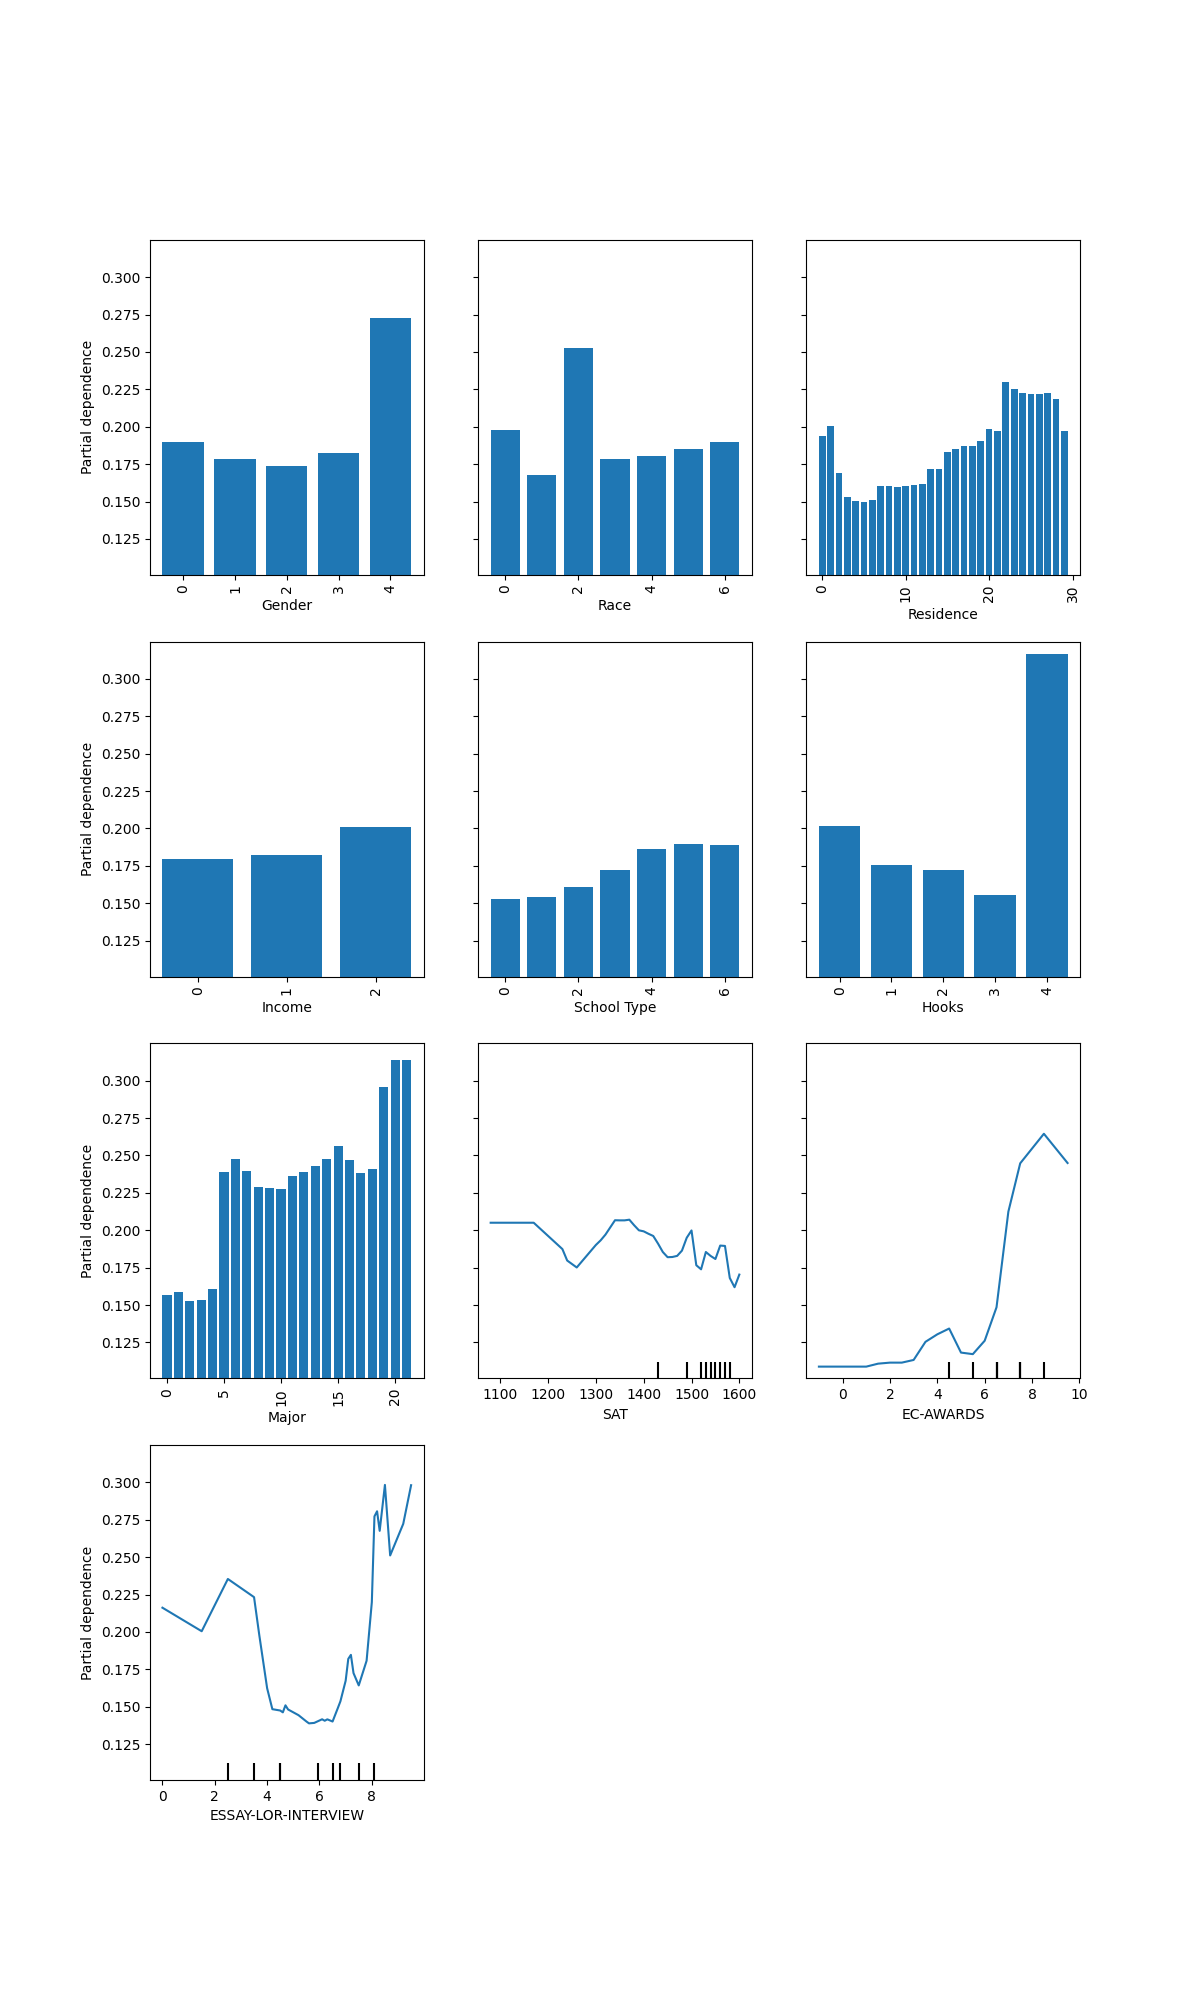 Partial dependence
0.300
0.275
0.250
0.225
0.200
0.175
0.150
0.125
0 1 2 3 4
Gender
0 2 4 6
Race
0 10 20 30
Residence
Partial dependence
0.300
0.275
0.250
0.225
0.200
0.175
0.150
0.125
0 1 2
Income
0 2 4 6
School Type
0 1 2 3 4
Hooks
Partial dependence
0.300
0.275
0.250
0.225
0.200
0.175
0.150
0.125
0 5 10 15 20
Major
1100 1200 1300 1400 1500 1600
SAT
0 2 4 6 8 10
EC-AWARDS
Partial dependence
0.300
0.275
0.250
0.225
0.200
0.175
0.150
0.125
0 2 4 6 8
ESSAY-LOR-INTERVIEW